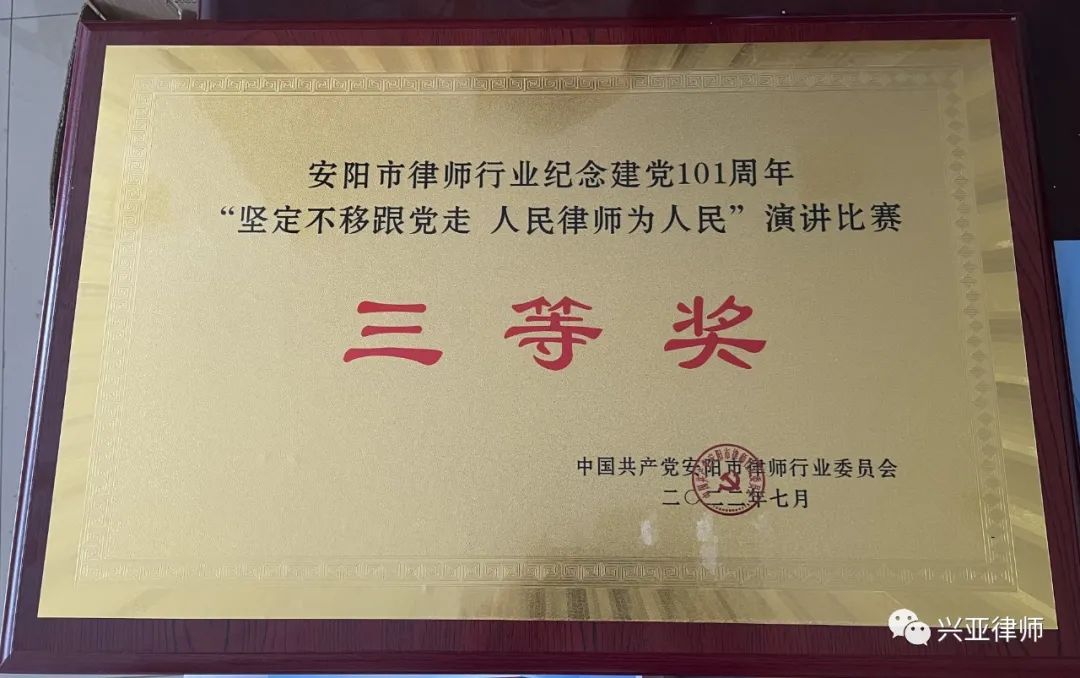 安阳市律师行业纪念建党101周年
“坚定不移跟党走 人民律师为人民”演讲比赛
三等奖
中国共产党安阳市律师行业委员会
二〇二二年七月
兴亚律师